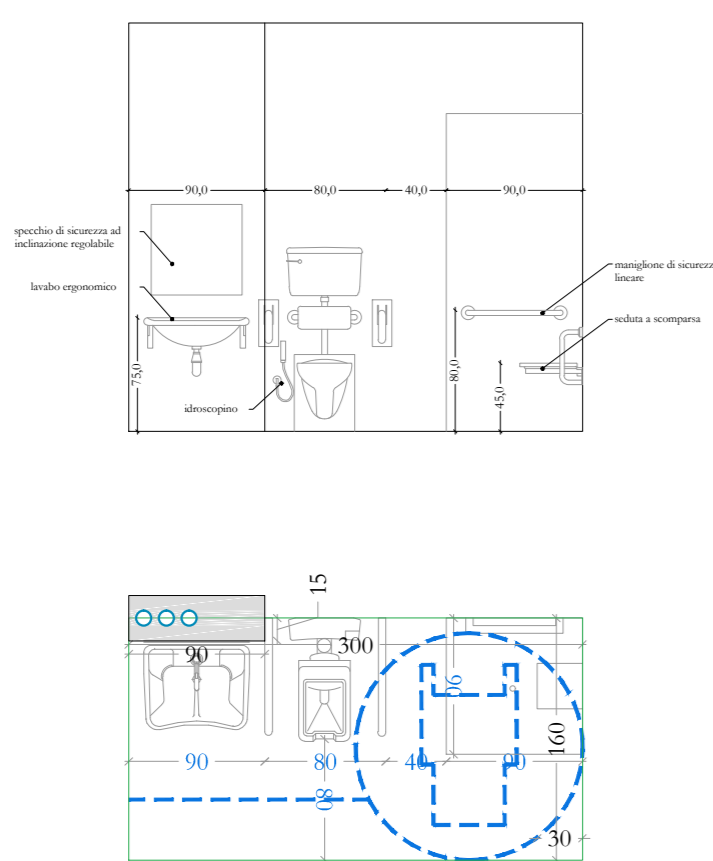 90,0
80,0
40,0
90,0
specchio di sicurezza ad
inclinazione regolabile
lavabo ergonomico
maniglione di sicurezz
lineare
seduta a scomparsa
75,0
80,0
45,0
idroscopino
15
90
300
90
160
90
80
40
90
80
30